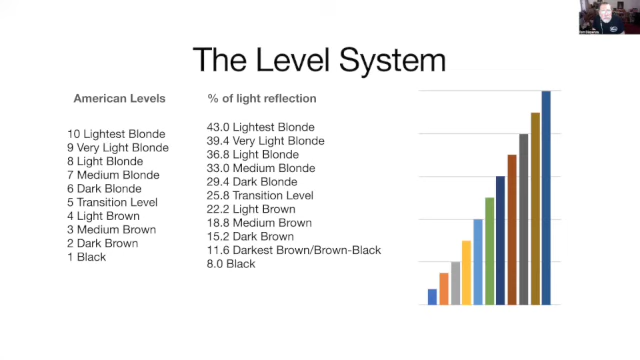 The Level System
American Levels
10 Lightest Blonde
9 Very Light Blonde
8 Light Blonde
7 Medium Blonde
6 Dark Blonde
5 Transition Level
4 Light Brown
3 Medium Brown
2 Dark Brown
1 Black
% of light reflection
43.0 Lightest Blonde
39.4 Very Light Blonde
36.8 Light Blonde
33.0 Medium Blonde
29.4 Dark Blonde
25.8 Transition Level
22.2 Light Brown
18.8 Medium Brown
15.2 Dark Brown
11.6 Darkest Brown/Brown-Black
8.0 Black